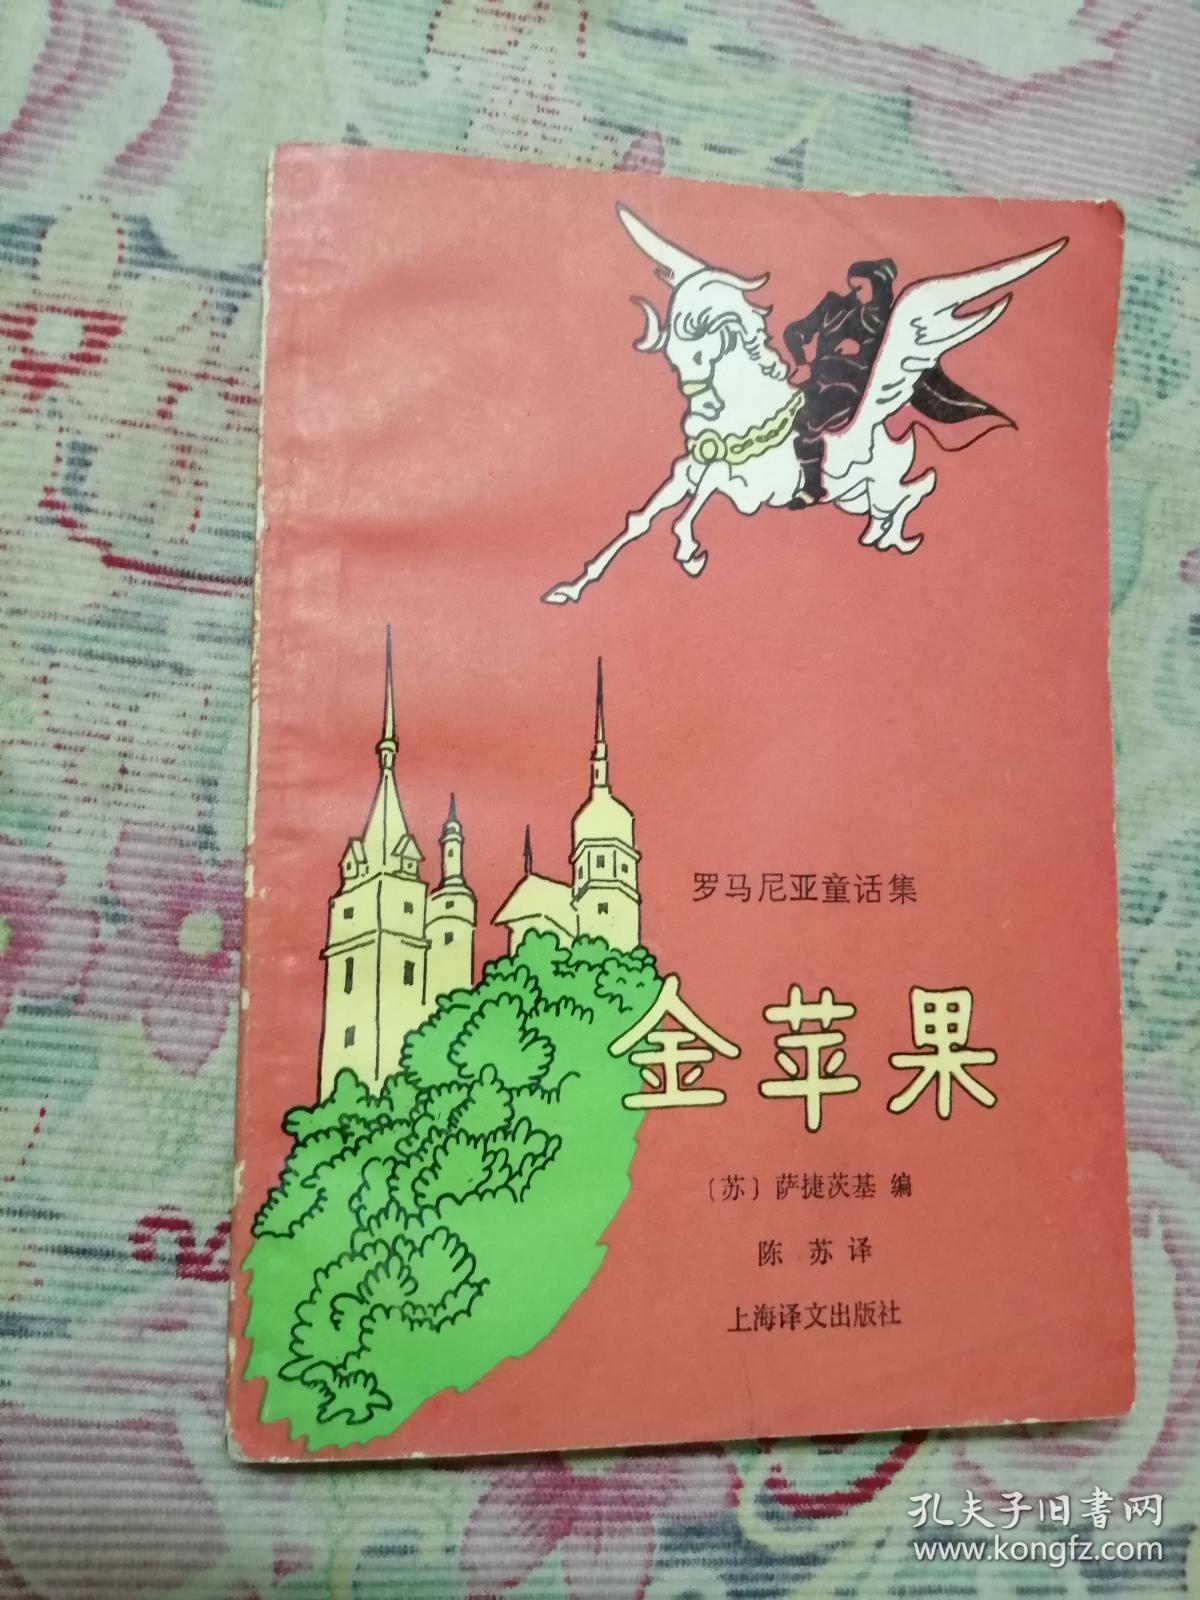 罗马尼亚童话集
金苹果
〔苏〕萨捷茨基 编
陈 苏 译
上海译文出版社
孔夫子旧书网
www.kongfz.com